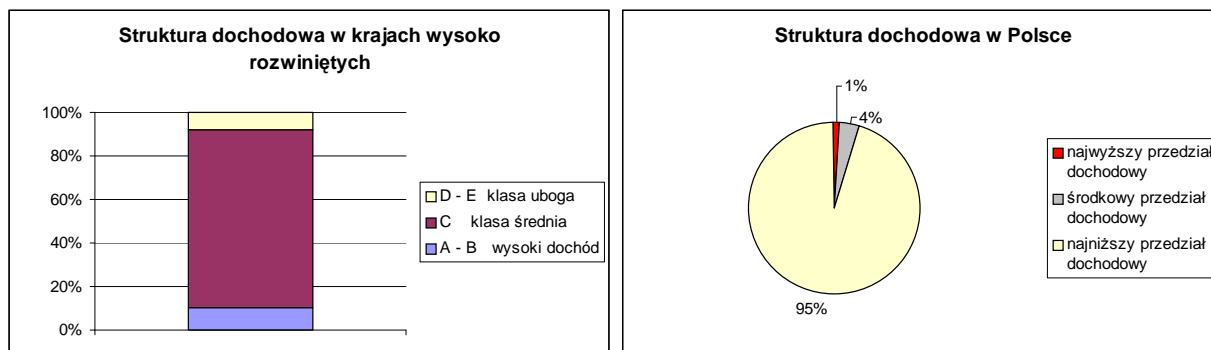 Struktura dochodowa w krajach wysoko
rozwiniętych
100%
80%
60%
40%
20%
0%
D - E klasa uboga
C klasa średnia
A - B wysoki dochód
Struktura dochodowa w Polsce
1%
4%
95%
najwyższy przedział
dochodowy
środkowy przedział
dochodowy
najniższy przedział
dochodowy